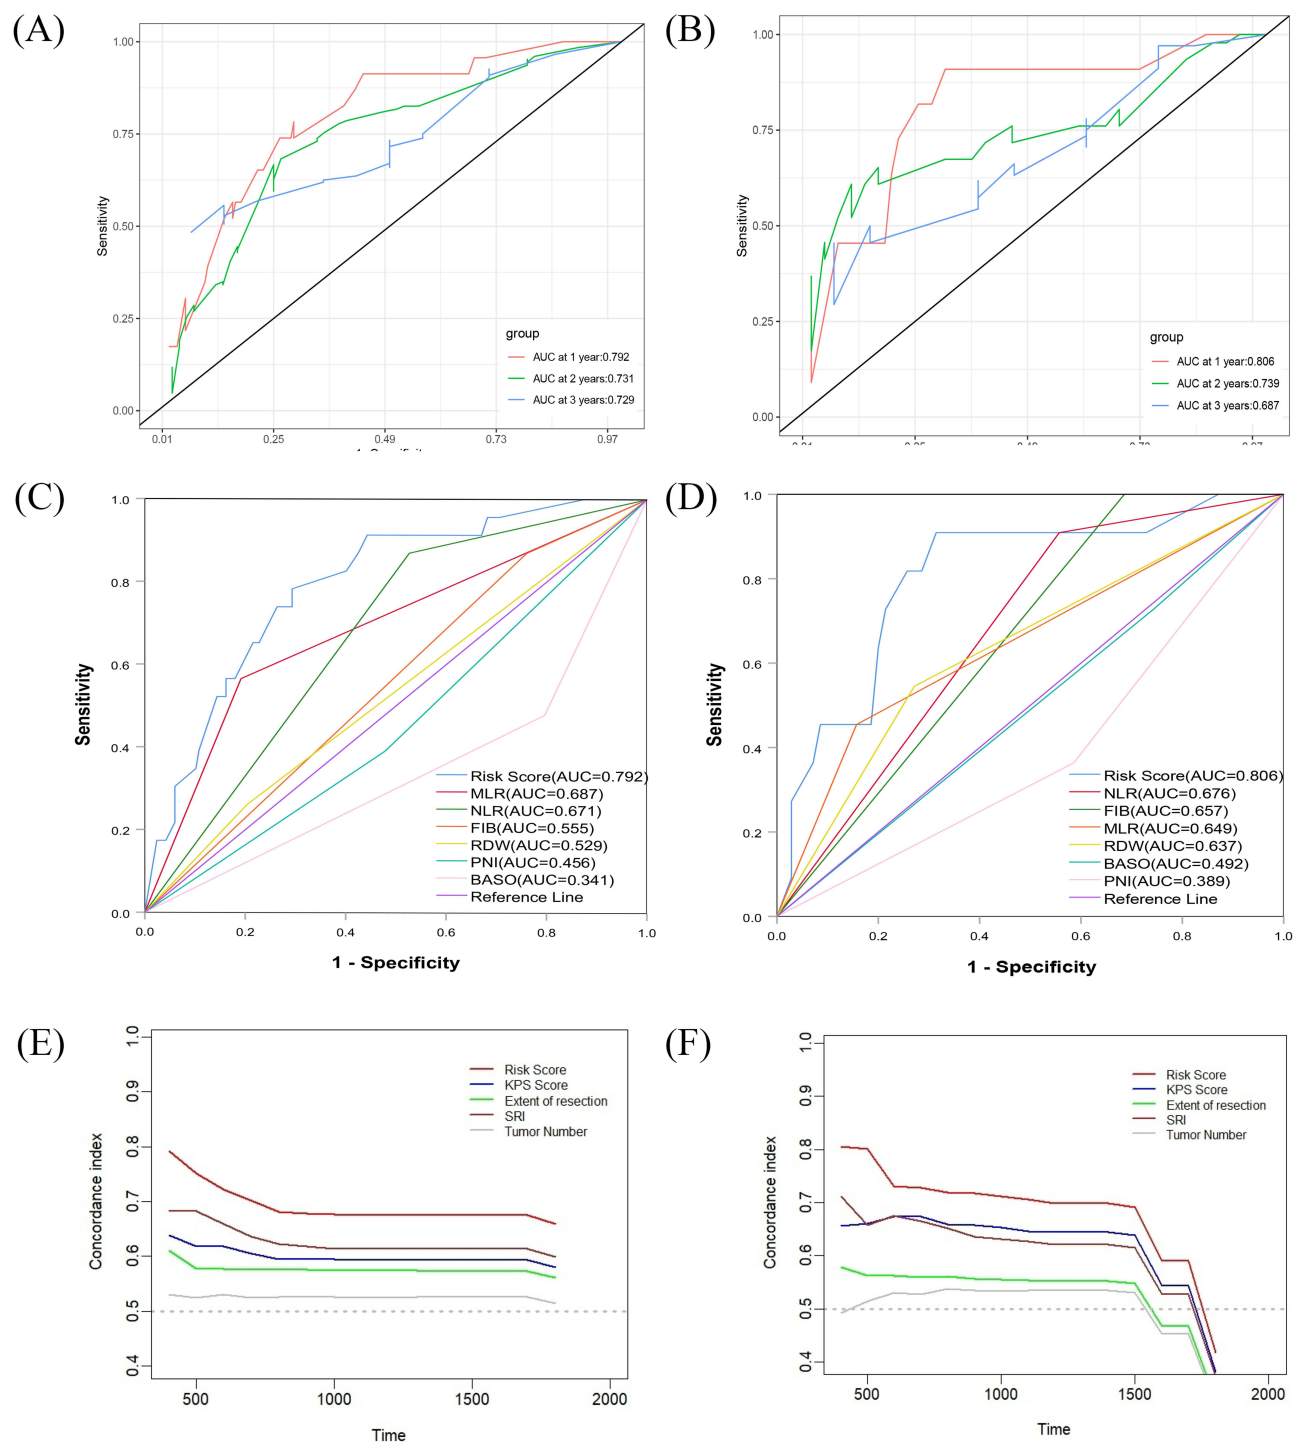 (A)
1.00
0.75
0.50
0.25
0.00
Sensitivity
group
AUC at 1 year:0.792
AUC at 2 years:0.731
AUC at 3 years:0.729
0.01 0.25 0.49 0.73 0.97
(B)
1.00
0.75
0.50
0.25
0.00
Sensitivity
group
AUC at 1 year:0.806
AUC at 2 years:0.739
AUC at 3 years:0.687
(C)
1.0
0.8
0.6
0.4
0.2
0.0
Sensitivity
Risk Score(AUC=0.792)
MLR(AUC=0.687)
NLR(AUC=0.671)
FIB(AUC=0.555)
RDW(AUC=0.529)
PNI(AUC=0.456)
BASO(AUC=0.341)
Reference Line
0.0 0.2 0.4 0.6 0.8 1.0
1 - Specificity
(D)
1.0
0.8
0.6
0.4
0.2
0.0
Sensitivity
Risk Score(AUC=0.806)
NLR(AUC=0.676)
FIB(AUC=0.657)
MLR(AUC=0.649)
RDW(AUC=0.637)
BASO(AUC=0.492)
PNI(AUC=0.389)
Reference Line
0.0 0.2 0.4 0.6 0.8 1.0
1 - Specificity
(E)
1.0
0.9
0.8
0.7
0.6
0.5
0.4
Concordance index
Risk Score
KPS Score
Extent of resection
SRI
Tumor Number
500 1000 1500 2000
Time
(F)
1.0
0.9
0.8
0.7
0.6
0.5
0.4
Concordance index
Risk Score
KPS Score
Extent of resection
SRI
Tumor Number
500 1000 1500 2000
Time